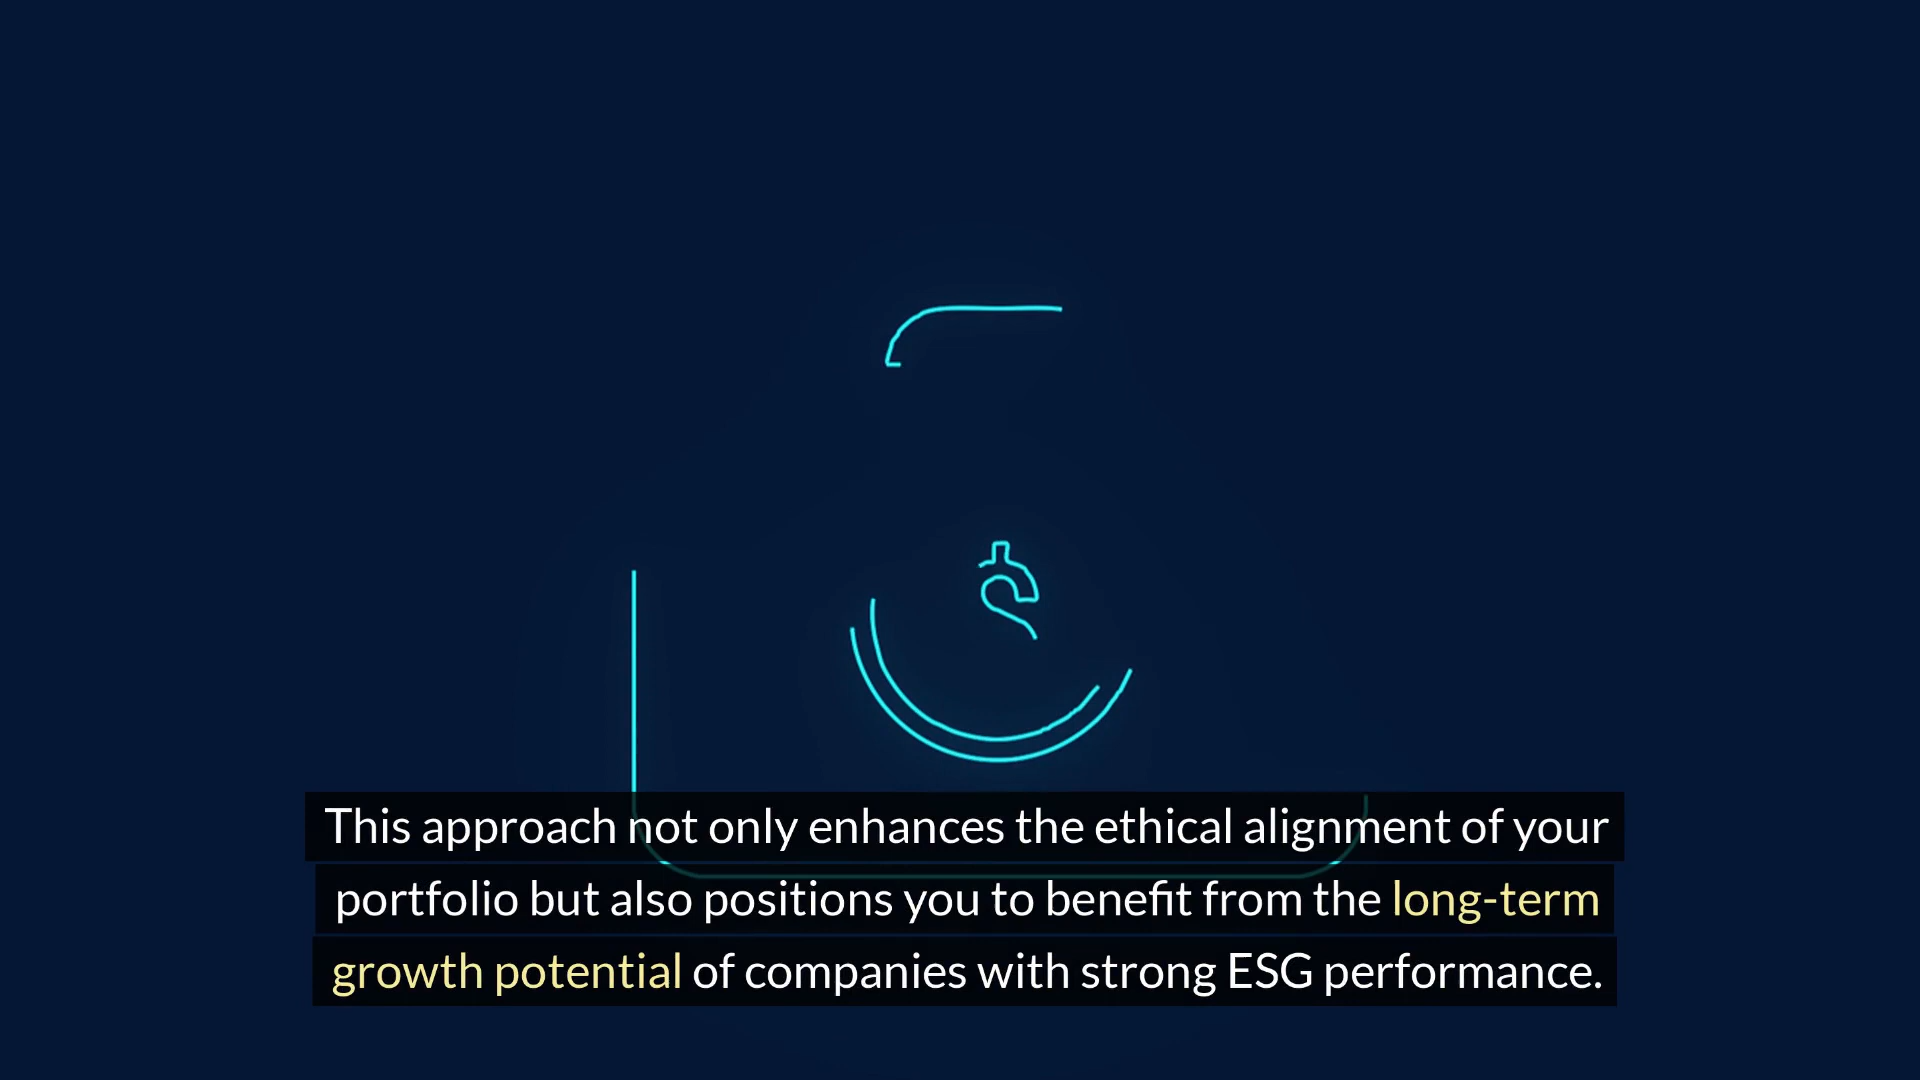 This approach not only enhances the ethical alignment of your
portfolio but also positions you to benefit from the long-term
growth potential of companies with strong ESG performance.